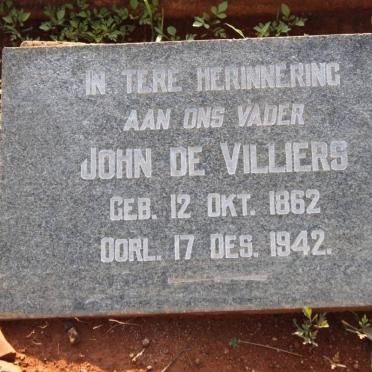 IN TERE HERINNERING
AAN ONS VADER
JOHN DE VILLIERS
GEB. 12 OKT. 1862
OORL. 17 DES. 1942.